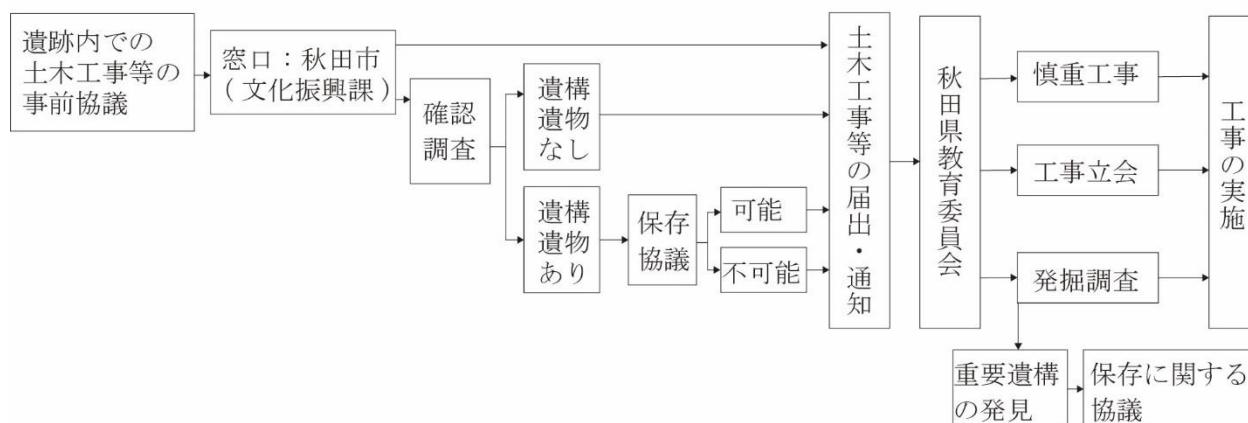 遺跡内での
土木工事等の
事前協議
窓口：秋田市
(文化振興課)
確認
調査
遺構
遺物
なし
遺構
遺物
あり
保存
協議
可能
不可能
土木工事等の届出・通知
秋田県教育委員会
慎重工事
工事立会
発掘調査
工事の実施
重要遺構
の発見
保存に関する
協議